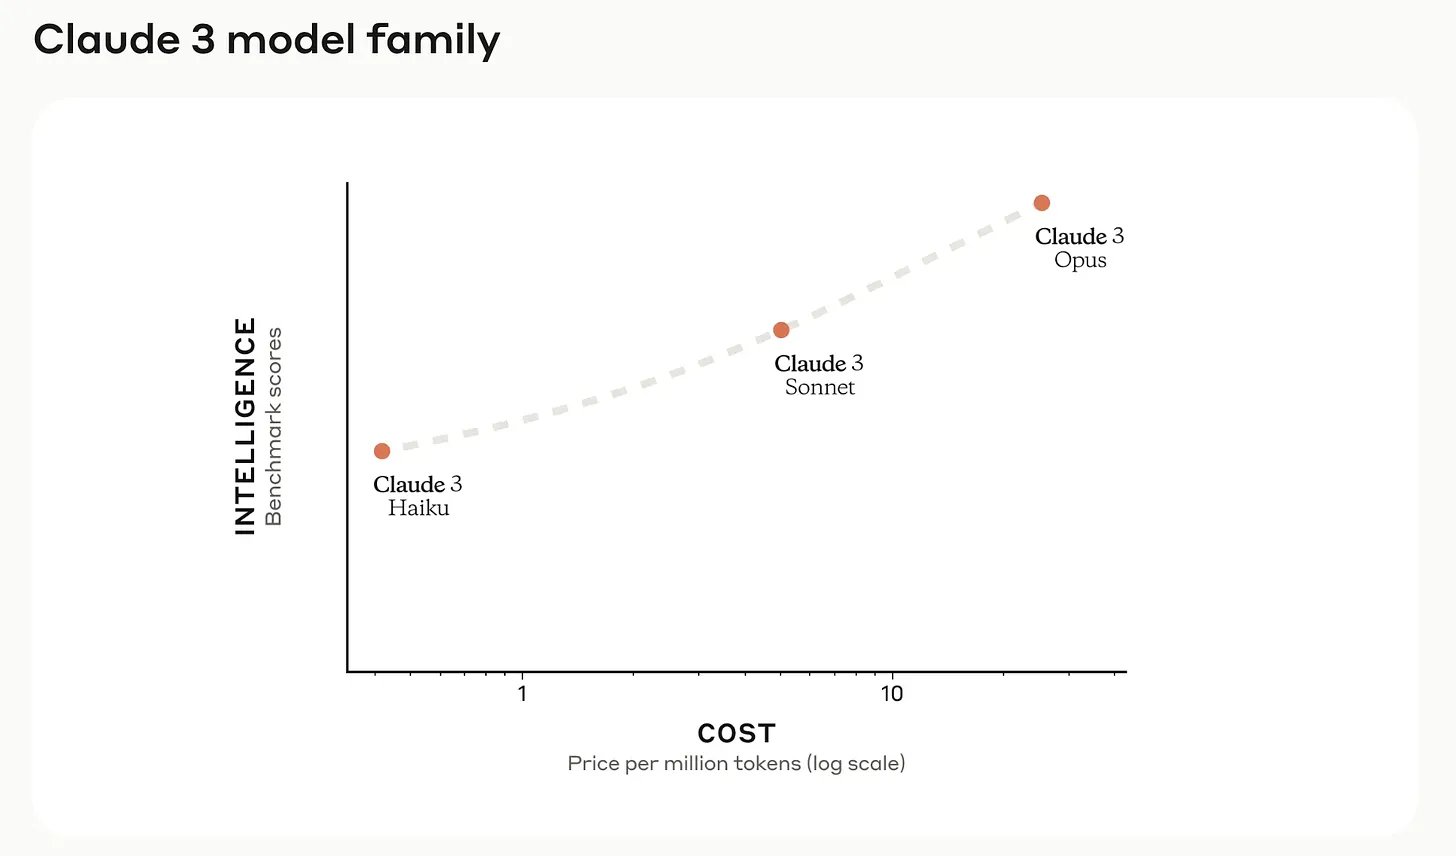 Claude 3 model family
INTELLIGENCE
Benchmark scores
Claude 3
Opus
Claude 3
Sonnet
Claude 3
Haiku
1
10
COST
Price per million tokens (log scale)